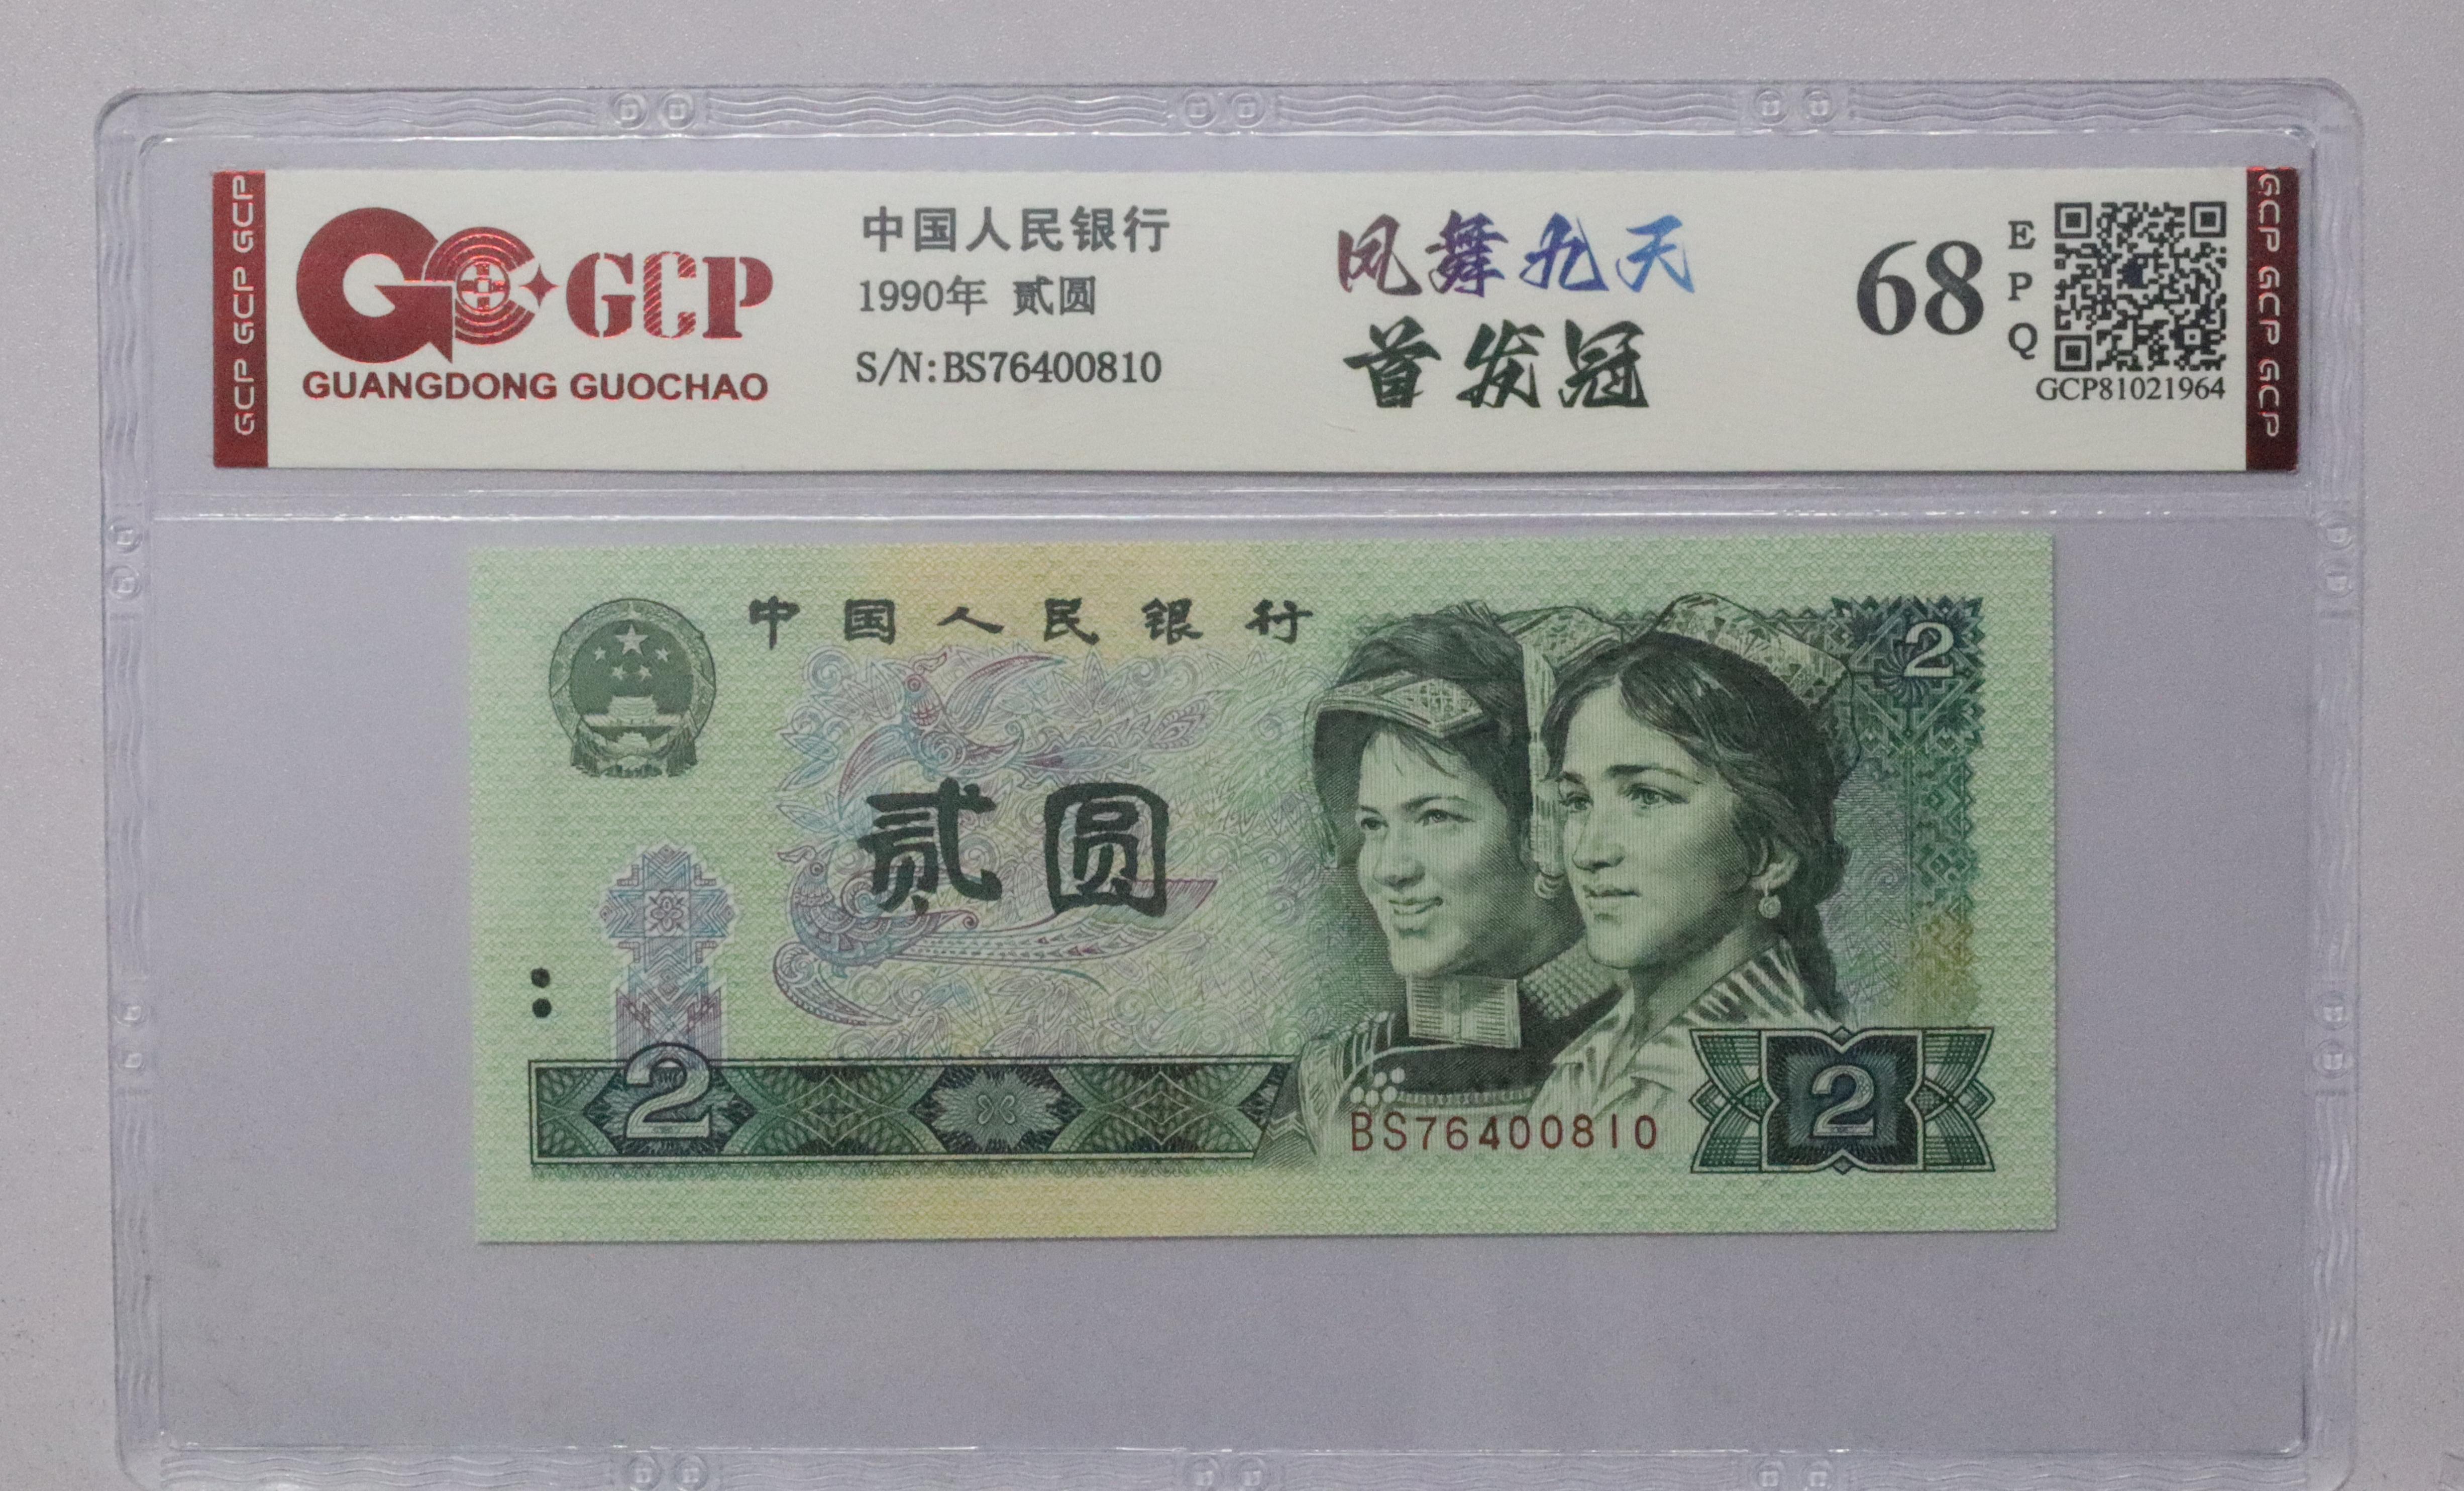 GCP GCP GCP
GCP
GUANGDONG GUOCHAO
中国人民银行
1990年 贰圆
S/N:BS76400810
凤舞九天
首发冠
68
EPQ
GCP81021964
GCP GCP GCP
中国人民银行
2
贰圆
2
BS76400810
2